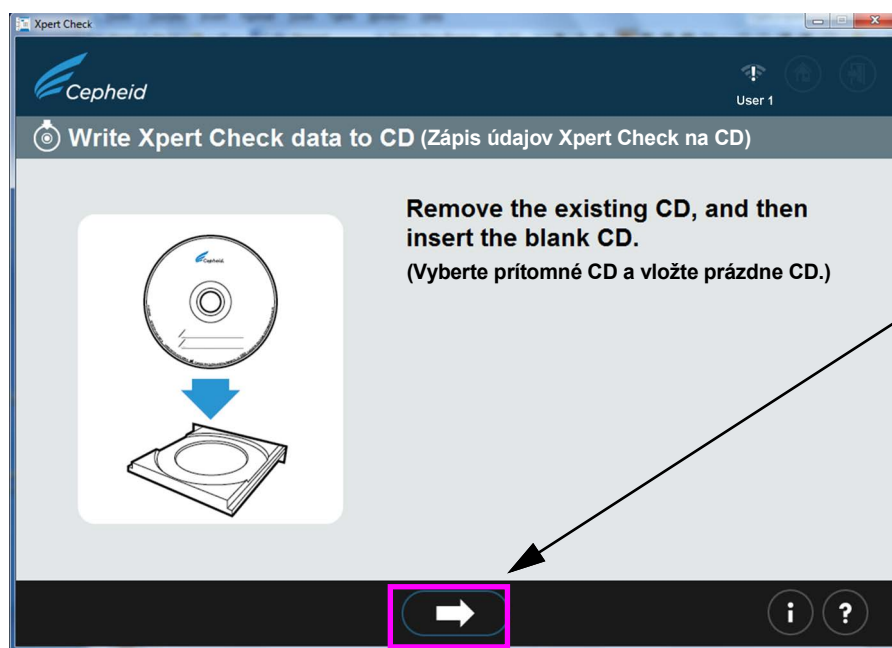 Xpert Check
Cepheid
User 1
Write Xpert Check data to CD (Zápis údajov Xpert Check na CD)
Remove the existing CD, and then
insert the blank CD.
(Vyberte prítomné CD a vložte prázdne CD.)
Cepheid
i ?